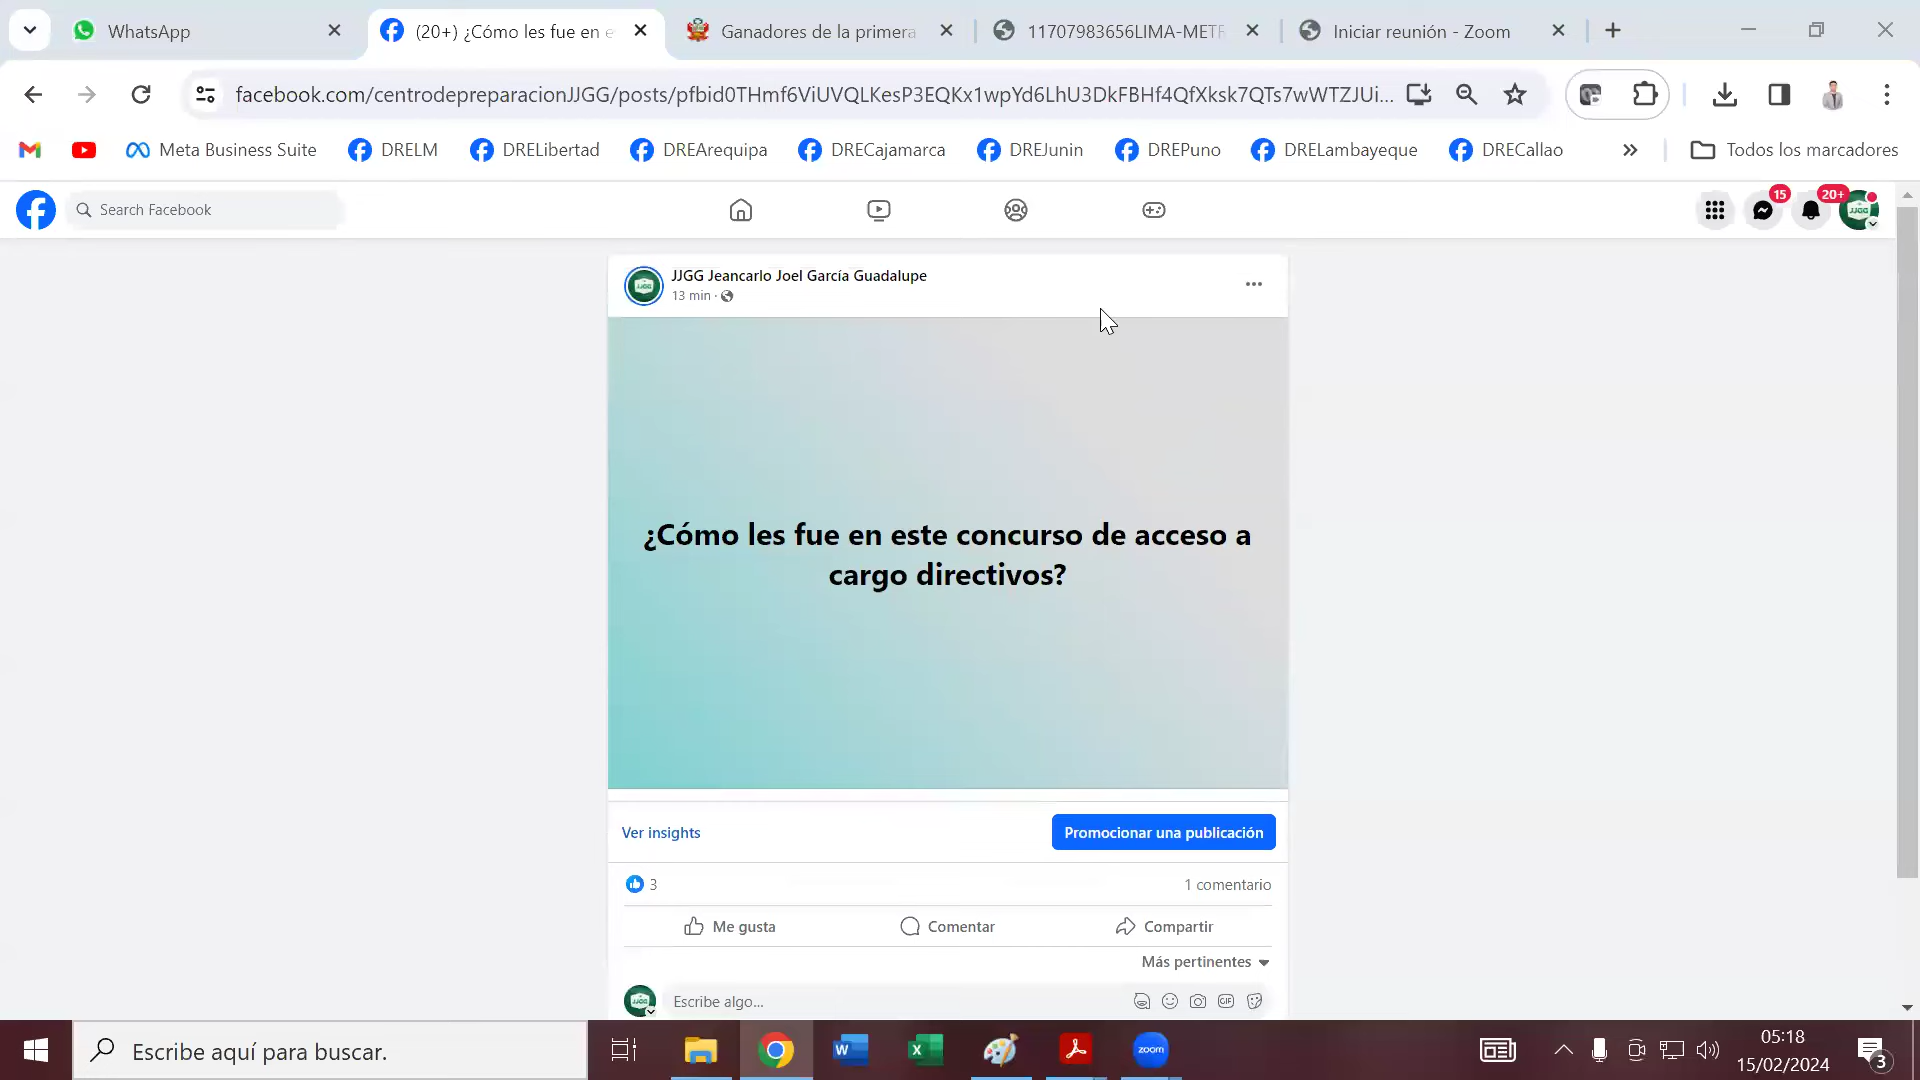 WhatsApp
(20+) ¿Cómo les fue en e
Ganadores de la primera
11707983656LIMA-METR
Iniciar reunión - Zoom
facebook.com/centrodepreparacionJJGG/posts/pfbid0THmf6ViUVQLKesP3EQKx1wpYd6LhU3DkFBHf4QfXksk7QTs7wWTZJUi...
Meta Business Suite
DRELM
DRELibertad
DREArequipa
DRECajamarca
DREJunin
DREPuno
DRELambayeque
DRECallao
Todos los marcadores
Search Facebook
15
20+
JJGG
JJGG Jeancarlo Joel García Guadalupe
13 min ·
¿Cómo les fue en este concurso de acceso a
cargo directivos?
Ver insights
Promocionar una publicación
3
1 comentario
Me gusta
Comentar
Compartir
Más pertinentes
Escribe algo...
GIF
Escribe aquí para buscar.
zoom
05:18
15/02/2024
3